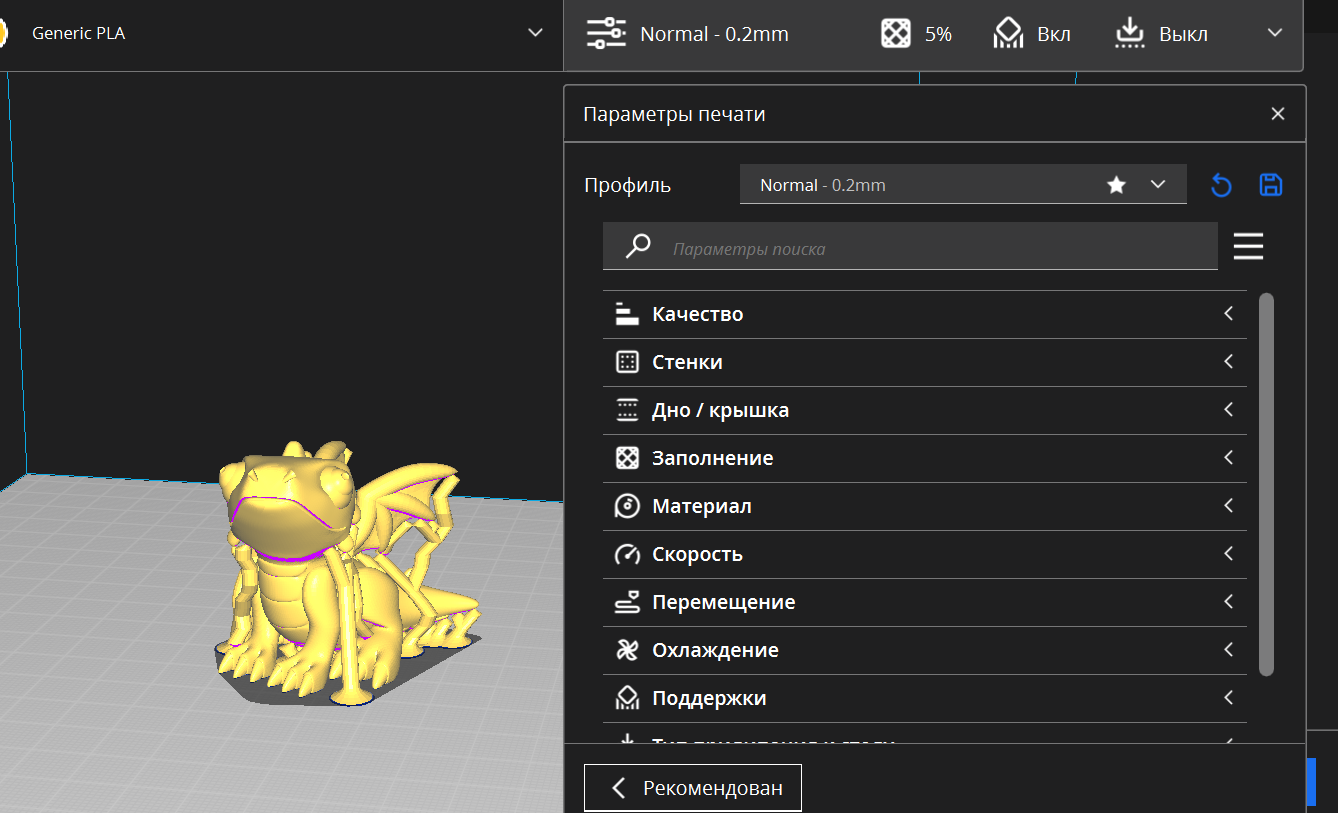 Generic PLA
Normal - 0.2mm
5%
Вкл
Выкл
Параметры печати
Профиль
Normal - 0.2mm
Параметры поиска
Качество
Стенки
Дно / крышка
Заполнение
Материал
Скорость
Перемещение
Охлаждение
Поддержки
Рекомендован